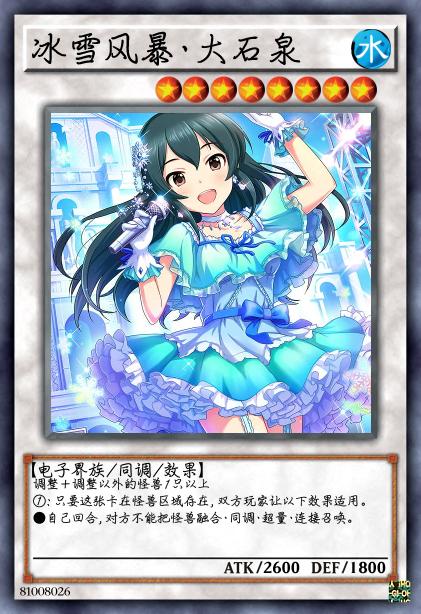 冰雪风暴·大石泉
水
【电子界族/同调/效果】
调整＋调整以外的怪兽1只以上
①：只要这张卡在怪兽区域存在，双方玩家让以下效果适用。
●自己回合，对方不能把怪兽融合·同调·超量·连接召唤。
ATK/2600 DEF/1800
81008026